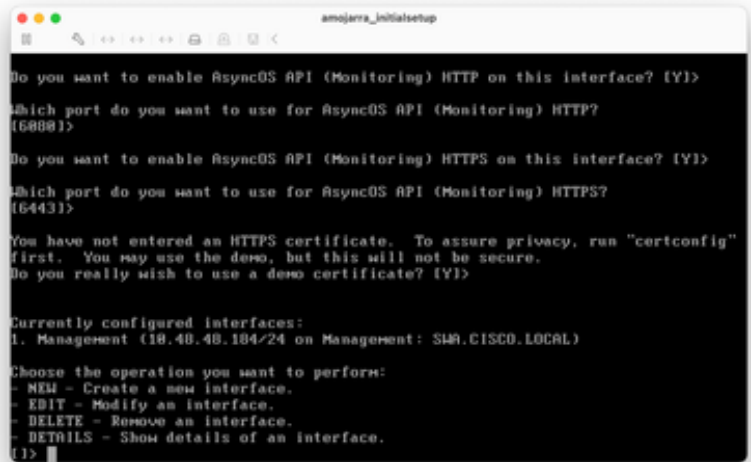 amojarra_initialsetup
Do you want to enable AsyncOS API (Monitoring) HTTP on this interface? [Y]>
Which port do you want to use for AsyncOS API (Monitoring) HTTP?
[6080]>
Do you want to enable AsyncOS API (Monitoring) HTTPS on this interface? [Y]>
Which port do you want to use for AsyncOS API (Monitoring) HTTPS?
[6443]>
You have not entered an HTTPS certificate.  To assure privacy, run "certconfig"
first.  You may use the demo, but this will not be secure.
Do you really wish to use a demo certificate? [Y]>
Currently configured interfaces:
1. Management (10.48.48.184/24 on Management: SWA.CISCO.LOCAL)
Choose the operation you want to perform:
- NEW - Create a new interface.
- EDIT - Modify an interface.
- DELETE - Remove an interface.
- DETAILS - Show details of an interface.
[]>